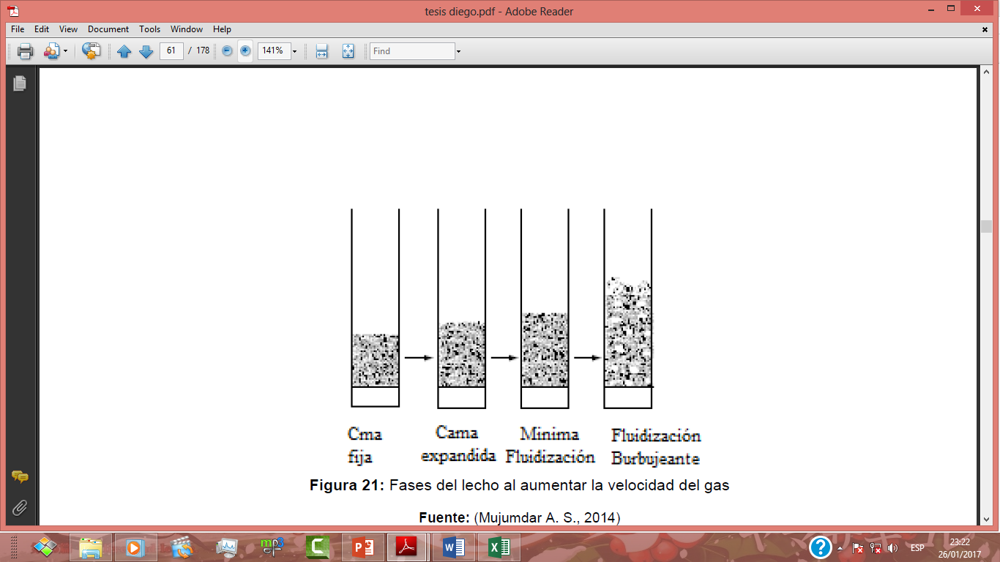 tesis diego.pdf - Adobe Reader
File Edit View Document Tools Window Help
61 / 178 141% Find
Cma
fija
Cama
expandida
Minima
Fluidización
Fluidización
Burbujeante
Figura 21: Fases del lecho al aumentar la velocidad del gas
Fuente: (Mujumdar A. S., 2014)
mp3
C
P
W
X
?
ESP
23:22
26/01/2017